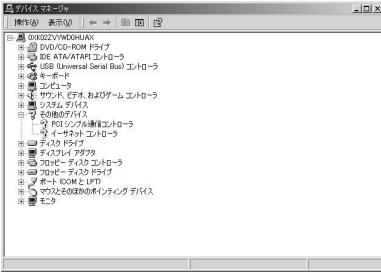 デバイス マネージャ
操作(A) 表示(V)
0XK02ZVYWD0HUAX
DVD/CD-ROM ドライブ
IDE ATA/ATAPI コントローラ
USB (Universal Serial Bus) コントローラ
キーボード
コンピュータ
サウンド、ビデオ、およびゲーム コントローラ
システム デバイス
その他のデバイス
PCI シンプル通信コントローラ
イーサネット コントローラ
ディスク ドライブ
ディスプレイ アダプタ
フロッピー ディスク コントローラ
フロッピー ディスク ドライブ
ポート (COM と LPT)
マウスとそのほかのポインティング デバイス
モニタ